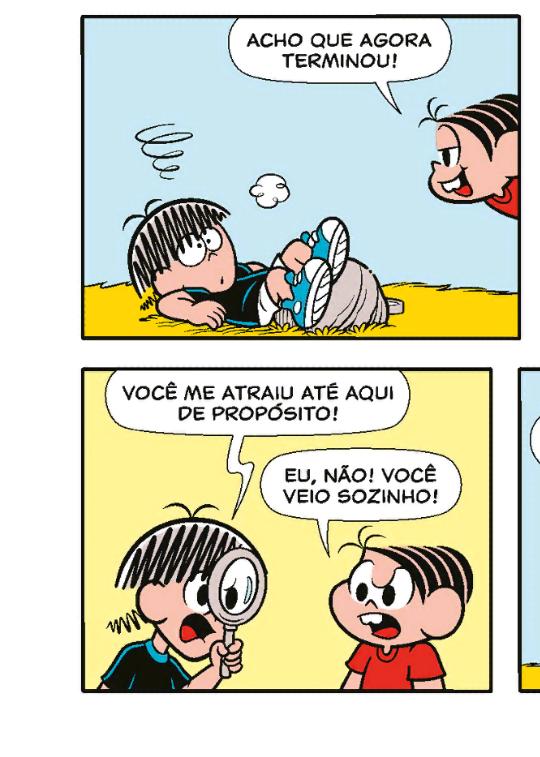 ACHO QUE AGORA
TERMINOU!
VOCÊ ME ATRAIU ATÉ AQUI
DE PROPÓSITO!
EU, NÃO! VOCÊ
VEIO SOZINHO!